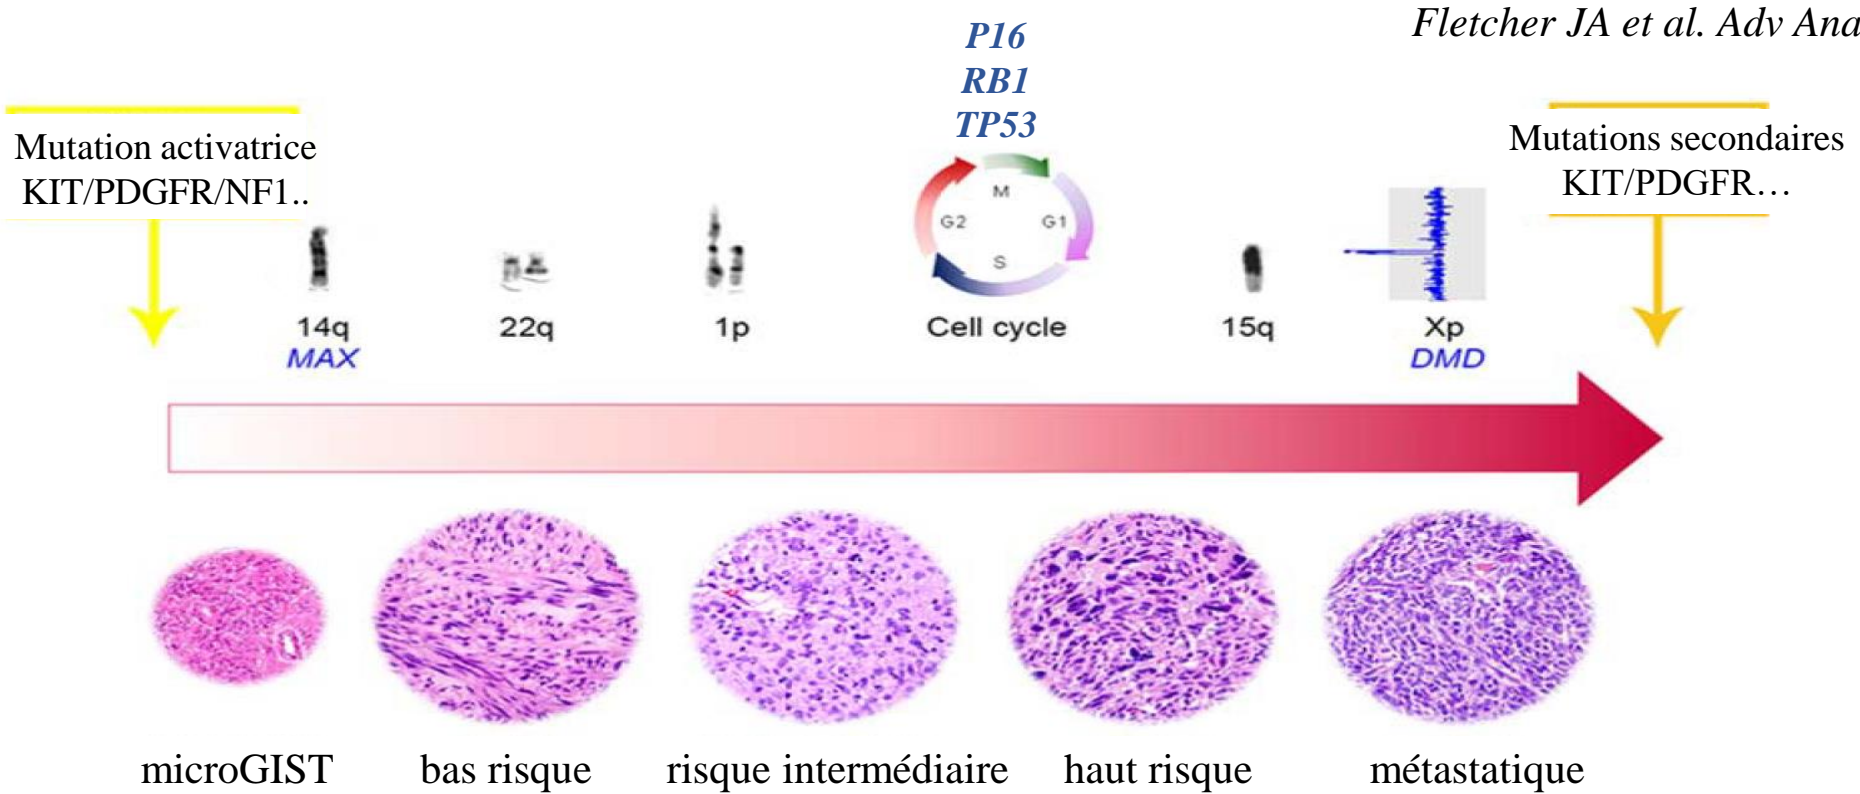 Fletcher JA et al. Adv Ana
P16
RB1
TP53
Mutation activatrice
KIT/PDGFR/NF1..
Mutations secondaires
KIT/PDGFR…
M
G2
G1
S
14q
MAX
22q
1p
Cell cycle
15q
Xp
DMD
microGIST
bas risque
risque intermédiaire
haut risque
métastatique